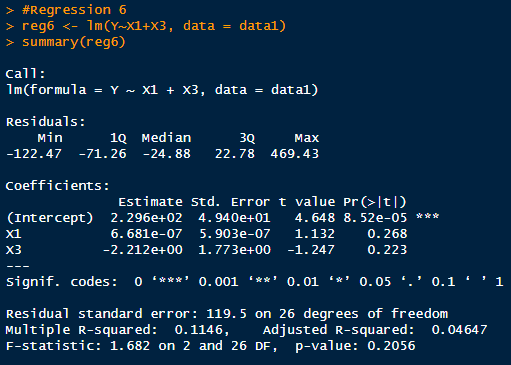 > #Regression 6
> reg6 <- lm(Y~X1+X3, data = data1)
> summary(reg6)
Call:
lm(formula = Y ~ X1 + X3, data = data1)
Residuals:
    Min      1Q  Median      3Q     Max
-122.47  -71.26  -24.88   22.78  469.43
Coefficients:
              Estimate Std. Error t value Pr(>|t|)
(Intercept)  2.296e+02  4.940e+01   4.648 8.52e-05 ***
X1           6.681e-07  5.903e-07   1.132    0.268
X3          -2.212e+00  1.773e+00  -1.247    0.223
---
Signif. codes:  0 ‘***’ 0.001 ‘**’ 0.01 ‘*’ 0.05 ‘.’ 0.1 ‘ ’ 1
Residual standard error: 119.5 on 26 degrees of freedom
Multiple R-squared:  0.1146,    Adjusted R-squared:  0.04647
F-statistic: 1.682 on 2 and 26 DF,  p-value: 0.2056